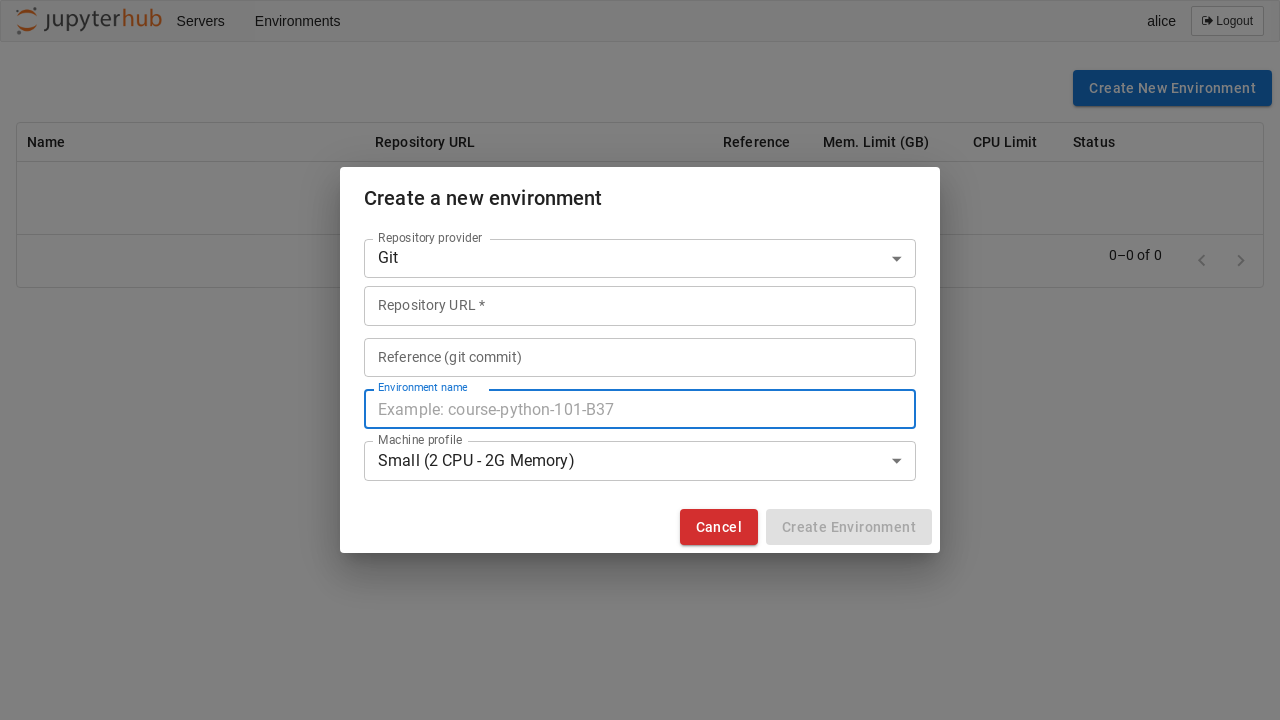 jupyterhub Servers Environments alice Logout
Create New Environment
Name Repository URL Reference Mem. Limit (GB) CPU Limit Status
0–0 of 0
Create a new environment
Repository provider
Git
Repository URL *
Reference (git commit)
Environment name
Example: course-python-101-B37
Machine profile
Small (2 CPU - 2G Memory)
Cancel Create Environment